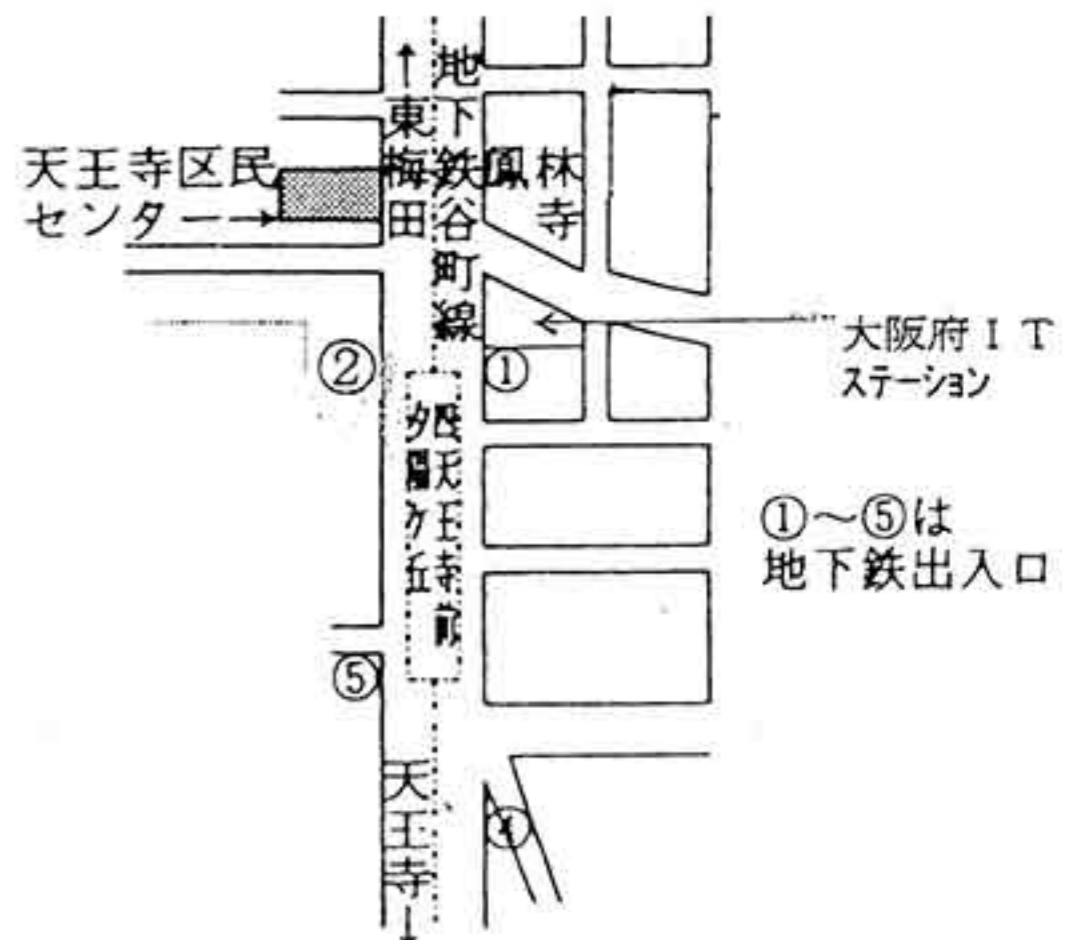 ↑東梅田
地下鉄谷町線
鳳林寺
天王寺区民
センター→
大阪府IT
ステーション
②
①
四天王寺前
夕陽ケ丘
①～⑤は
地下鉄出入口
⑤
天王寺↓